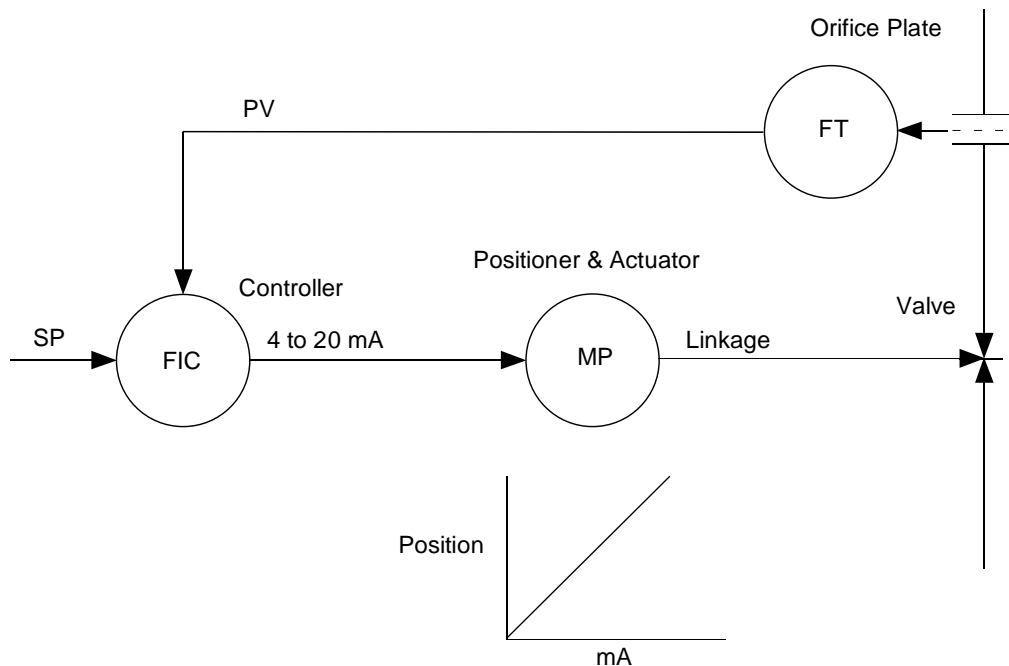 Orifice Plate
PV
FT
Positioner & Actuator
Controller
Valve
SP
4 to 20 mA
Linkage
FIC
MP
Position
mA